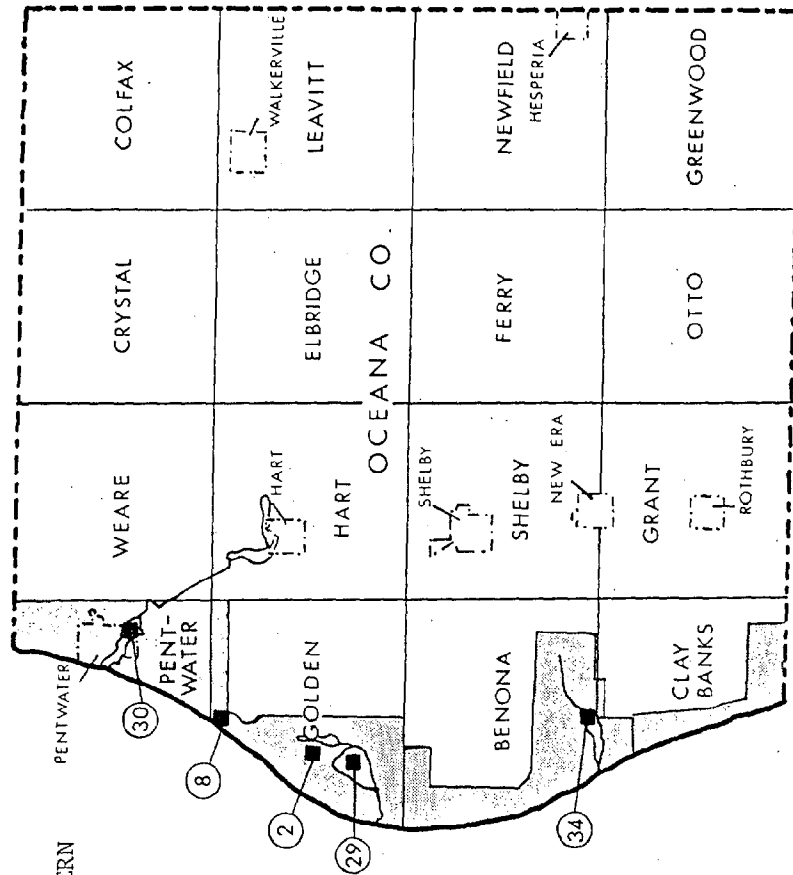 ERN
PENTWATER
WEARE
CRYSTAL
COLFAX
30
PENT-
WATER
8
HART
WALKERVILLE
GOLDEN
HART
ELBRIDGE
LEAVITT
2
29
OCEANA CO.
SHELBY
BENONA
SHELBY
FERRY
NEWFIELD
HESPERIA
NEW ERA
34
CLAY
BANKS
GRANT
OTTO
GREENWOOD
ROTHBURY